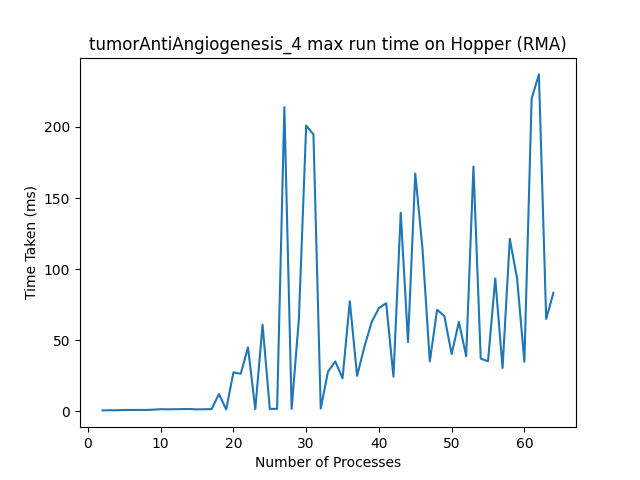 tumorAntiAngiogenesis_4 max run time on Hopper (RMA)
200
150
100
50
0
Time Taken (ms)
0 10 20 30 40 50 60
Number of Processes